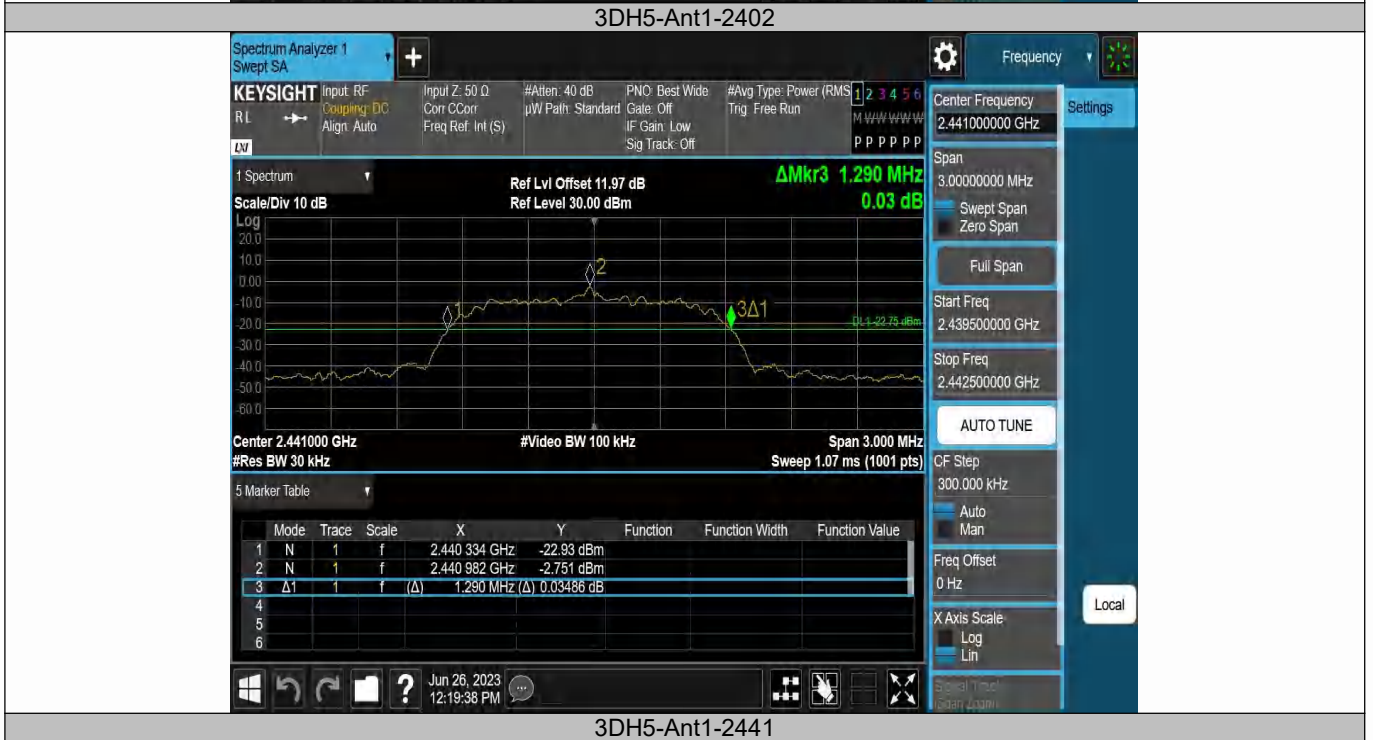 3DH5-Ant1-2402
Spectrum Analyzer 1
Swept SA
+
Frequency
KEYSIGHT
RL
LXI
Input: RF
Coupling: DC
Align: Auto
Input Z: 50 Ω
Corr CCorr
Freq Ref: Int (S)
#Atten: 40 dB
µW Path: Standard
PNO: Best Wide
Gate: Off
IF Gain: Low
Sig Track: Off
#Avg Type: Power (RMS
Trig: Free Run
1 2 3 4 5 6
M W W W W W
P P P P P P
1 Spectrum
Scale/Div 10 dB
Ref Lvl Offset 11.97 dB
Ref Level 30.00 dBm
ΔMkr3 1.290 MHz
0.03 dB
Log
20.0
10.0
0.00
-10.0
-20.0
-30.0
-40.0
-50.0
-60.0
1
2
3Δ1
DL1 -22.75 dBm
Center 2.441000 GHz
#Res BW 30 kHz
#Video BW 100 kHz
Span 3.000 MHz
Sweep 1.07 ms (1001 pts)
5 Marker Table
Mode Trace Scale X Y Function Function Width Function Value
1 N 1 f 2.440 334 GHz -22.93 dBm
2 N 1 f 2.440 982 GHz -2.751 dBm
3 Δ1 1 f (Δ) 1.290 MHz (Δ) 0.03486 dB
4
5
6
?
Jun 26, 2023
12:19:38 PM
Center Frequency
2.441000000 GHz
Settings
Span
3.00000000 MHz
Swept Span
Zero Span
Full Span
Start Freq
2.439500000 GHz
Stop Freq
2.442500000 GHz
AUTO TUNE
CF Step
300.000 kHz
Auto
Man
Freq Offset
0 Hz
X Axis Scale
Log
Lin
Local
3DH5-Ant1-2441